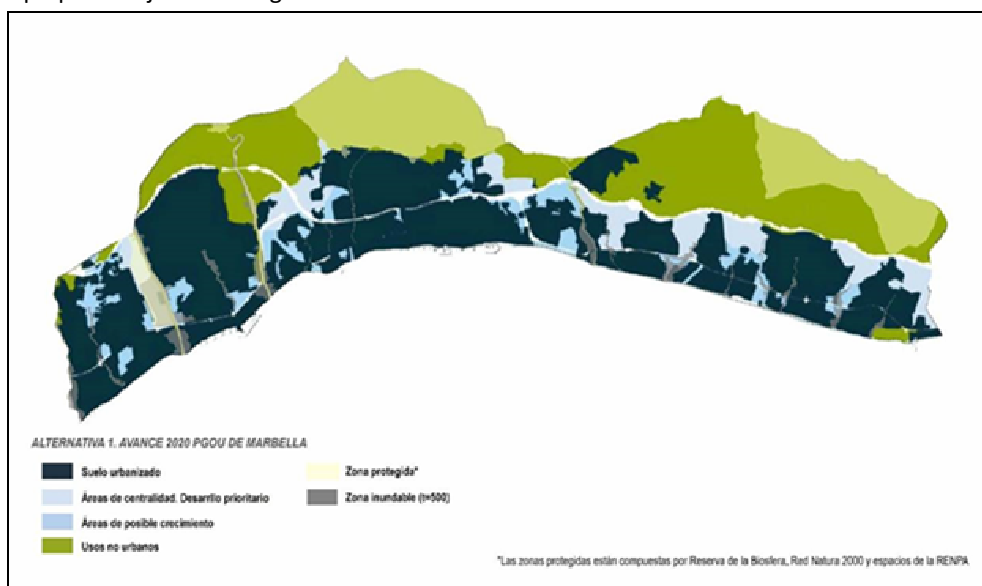 ALTERNATIVA 1. AVANCE 2020 PGOU DE MARBELLA
Suelo urbanizado
Áreas de centralidad. Desarrllo prioritario
Áreas de posible crecimiento
Usos no urbanos
Zona protegida*
Zona inundable (t=500)
*Las zonas protegidas están compuestas por Reserva de la Biosfera, Red Natura 2000 y espacios de la RENPA